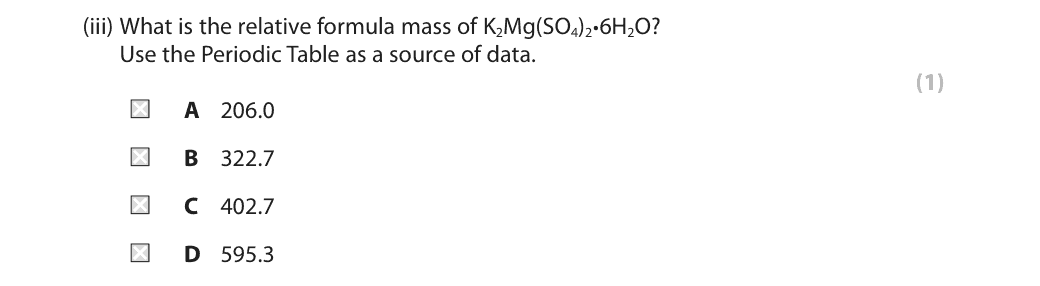 (iii) What is the relative formula mass of K₂Mg(SO₄)₂•6H₂O?
Use the Periodic Table as a source of data.
(1)
A 206.0
B 322.7
C 402.7
D 595.3